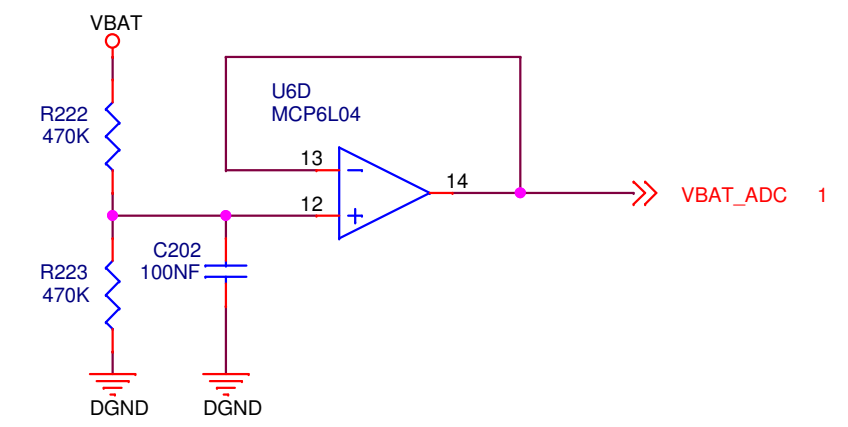 VBAT
U6D
MCP6L04
R222
470K
13
14
VBAT_ADC 1
12
C202
100NF
R223
470K
DGND
DGND